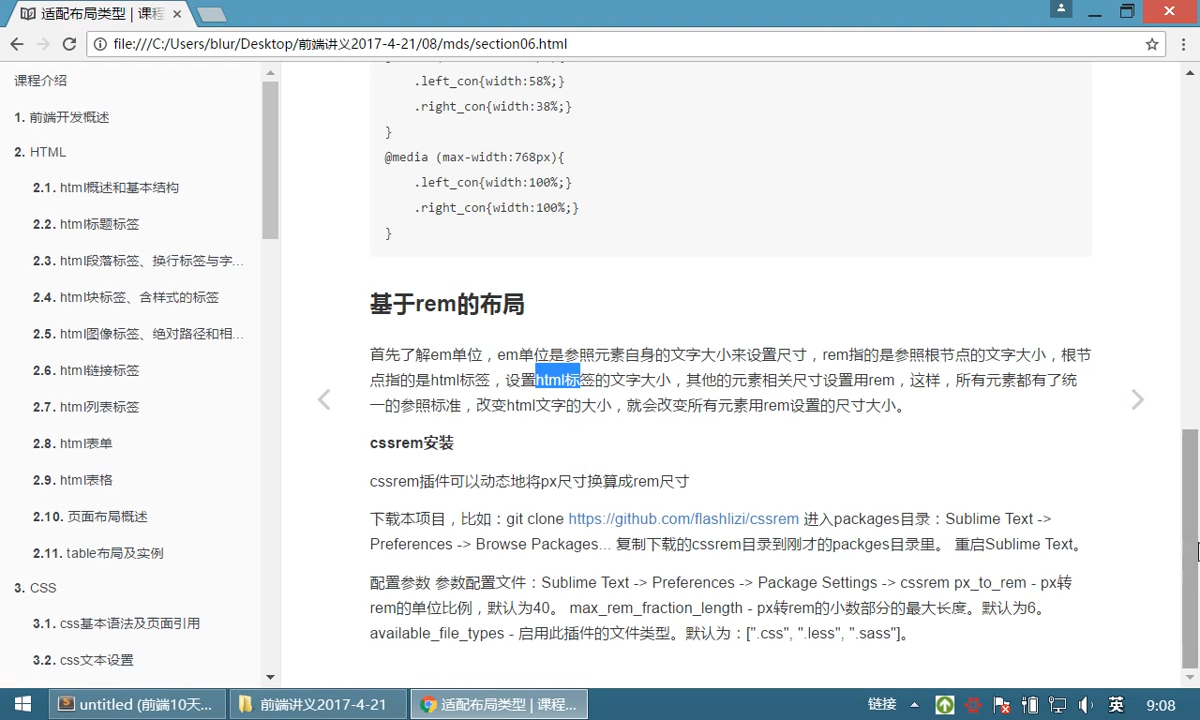 适配布局类型 | 课程
file:///C:/Users/blur/Desktop/前端讲义2017-4-21/08/mds/section06.html
课程介绍
1. 前端开发概述
2. HTML
2.1. html概述和基本结构
2.2. html标题标签
2.3. html段落标签、换行标签与字...
2.4. html块标签、含样式的标签
2.5. html图像标签、绝对路径和相...
2.6. html链接标签
2.7. html列表标签
2.8. html表单
2.9. html表格
2.10. 页面布局概述
2.11. table布局及实例
3. CSS
3.1. css基本语法及页面引用
3.2. css文本设置
.left_con{width:58%;}
.right_con{width:38%;}
}
@media (max-width:768px){
.left_con{width:100%;}
.right_con{width:100%;}
}
基于rem的布局
首先了解em单位，em单位是参照元素自身的文字大小来设置尺寸，rem指的是参照根节点的文字大小，根节
点指的是html标签，设置html标签的文字大小，其他的元素相关尺寸设置用rem，这样，所有元素都有了统
一的参照标准，改变html文字的大小，就会改变所有元素用rem设置的尺寸大小。
cssrem安装
cssrem插件可以动态地将px尺寸换算成rem尺寸
下载本项目，比如：git clone https://github.com/flashlizi/cssrem 进入packages目录：Sublime Text ->
Preferences -> Browse Packages... 复制下载的cssrem目录到刚才的packges目录里。 重启Sublime Text。
配置参数 参数配置文件：Sublime Text -> Preferences -> Package Settings -> cssrem px_to_rem - px转
rem的单位比例，默认为40。 max_rem_fraction_length - px转rem的小数部分的最大长度。默认为6。
available_file_types - 启用此插件的文件类型。默认为：[".css", ".less", ".sass"]。
untitled (前端10天...
前端讲义2017-4-21
适配布局类型 | 课程...
链接
英
9:08